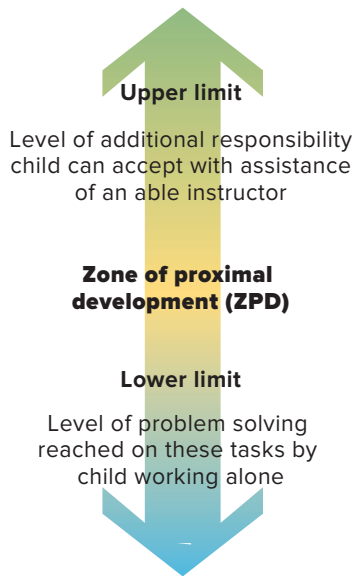 Upper limit
Level of additional responsibility
child can accept with assistance
of an able instructor
Zone of proximal
development (ZPD)
Lower limit
Level of problem solving
reached on these tasks by
child working alone